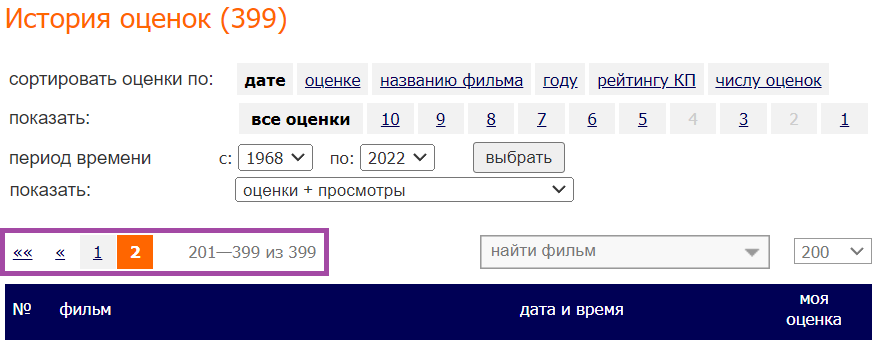 История оценок (399)
сортировать оценки по: дате оценке названию фильма году рейтингу КП числу оценок
показать: все оценки 10 9 8 7 6 5 4 3 2 1
период времени с: 1968 по: 2022 выбрать
показать: оценки + просмотры
«« « 1 2 201—399 из 399 найти фильм 200
№ фильм дата и время моя оценка